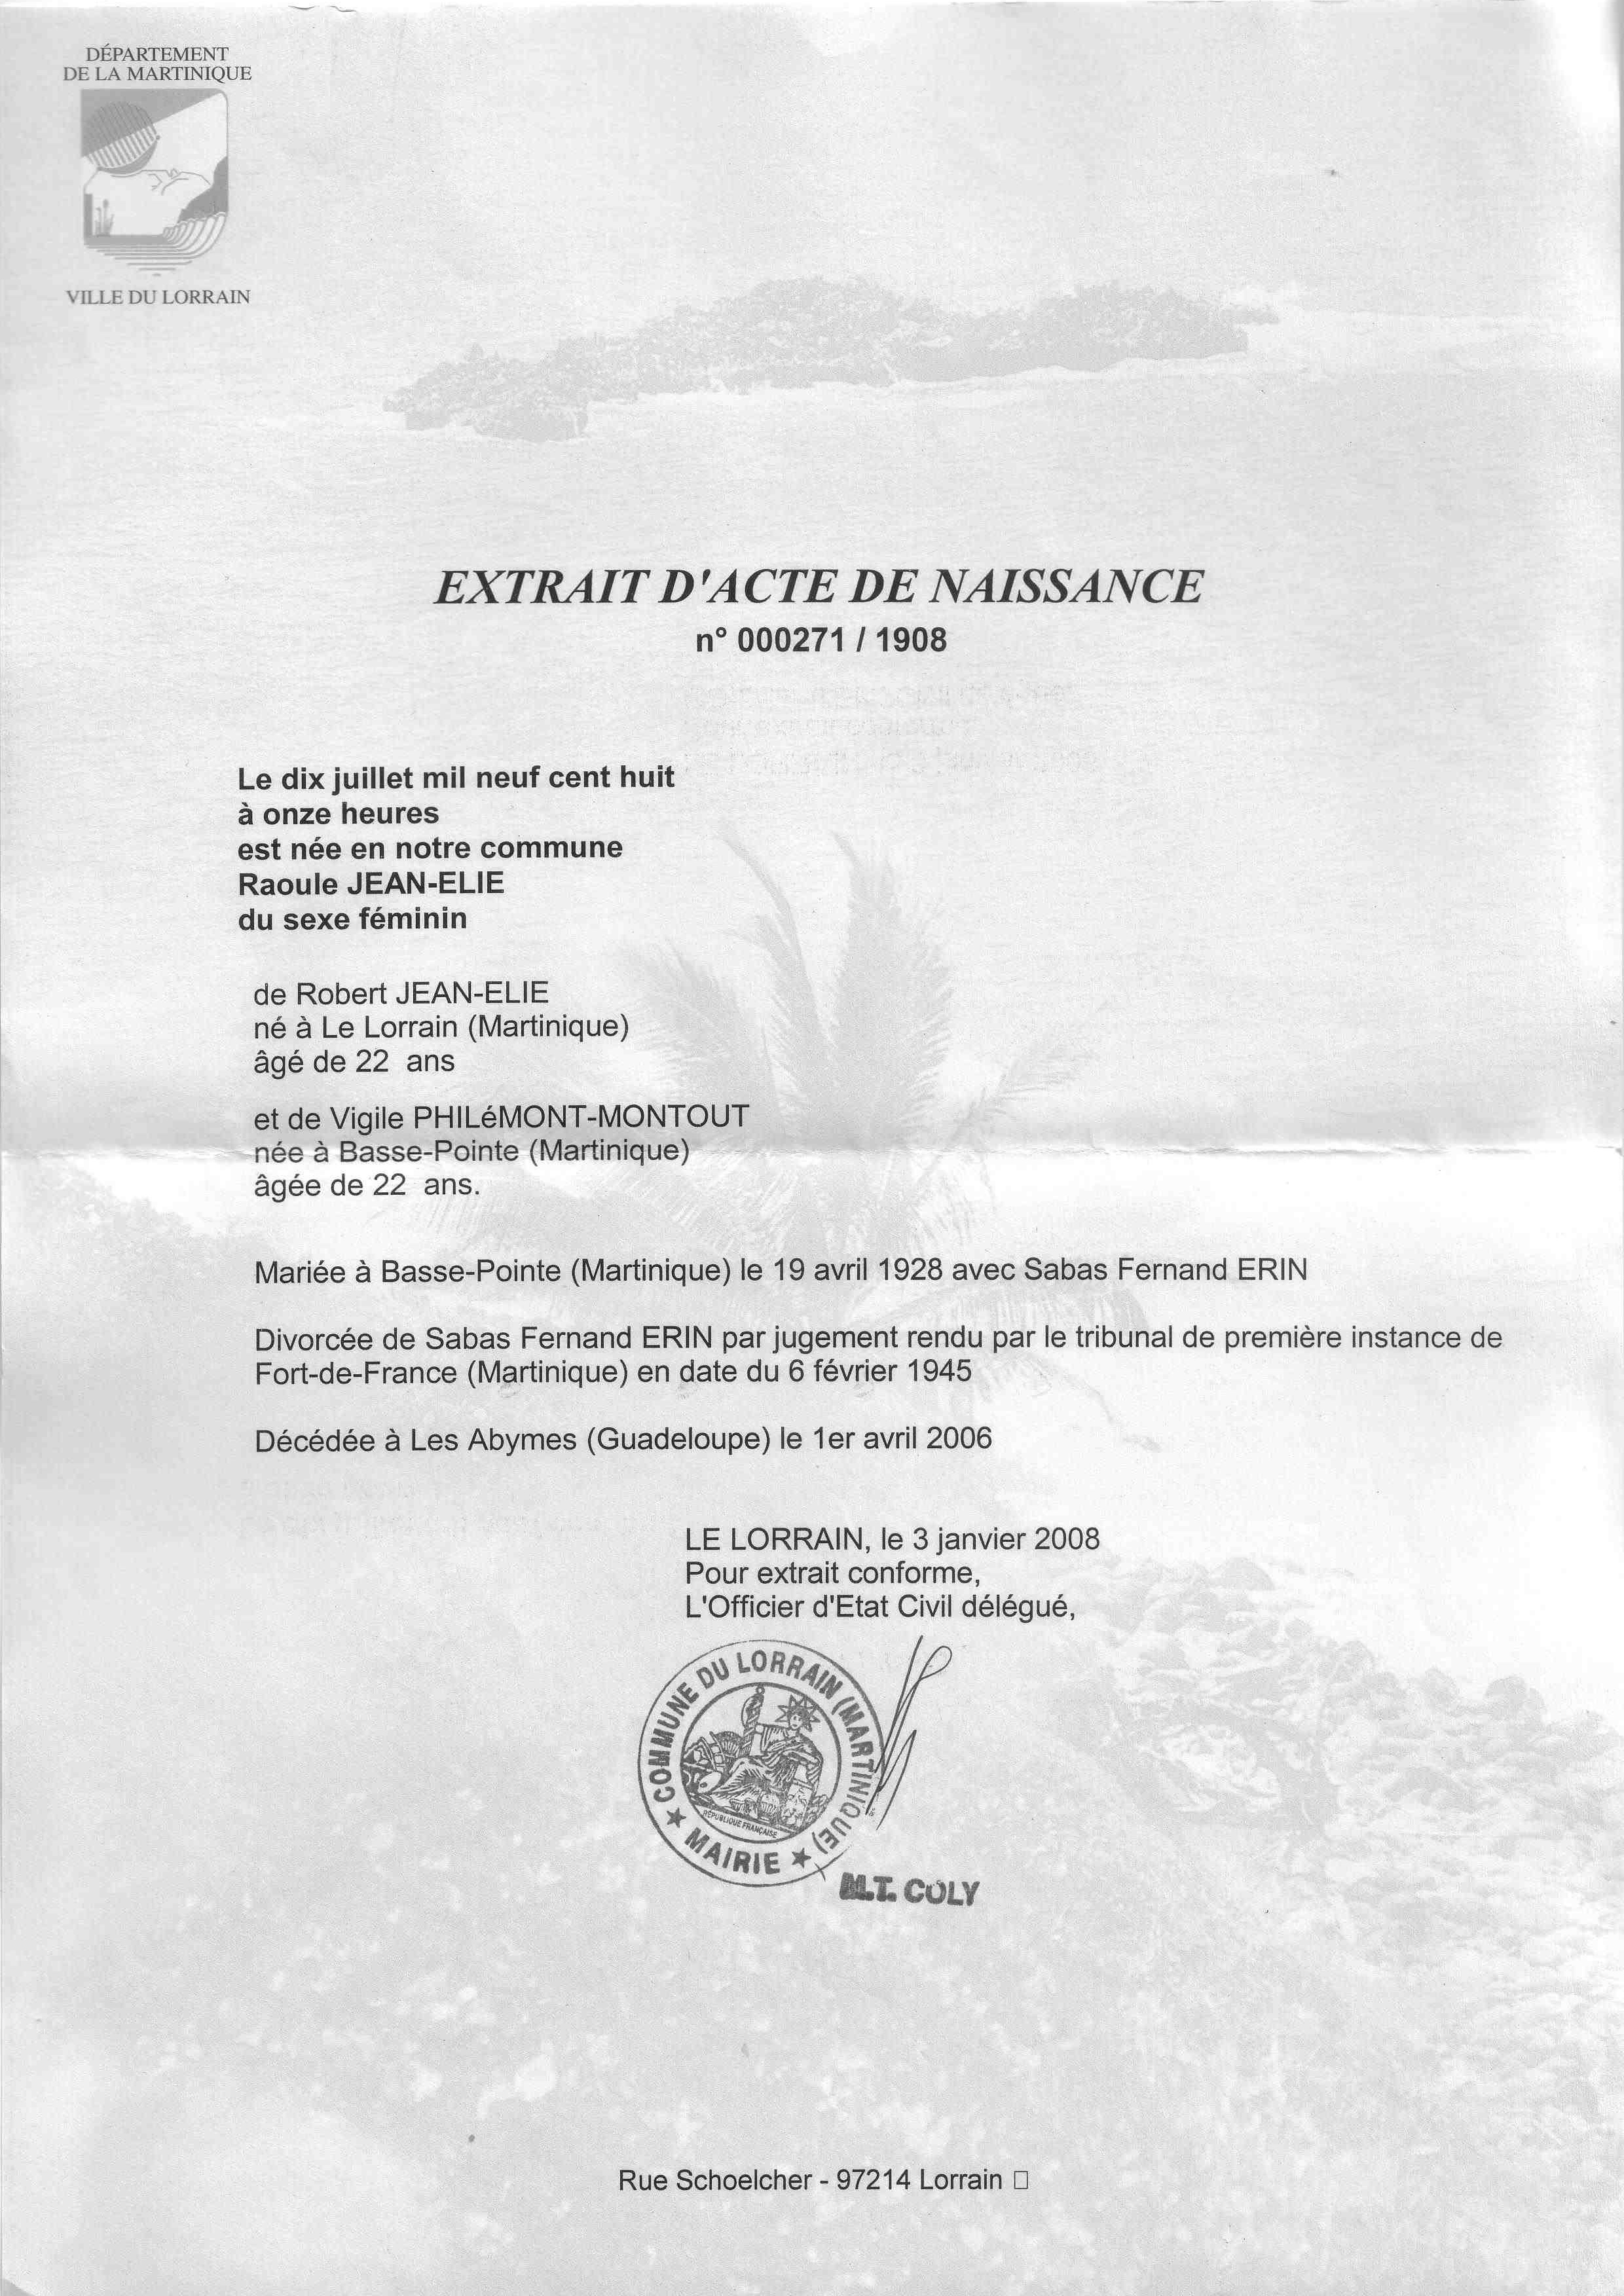 DÉPARTEMENT
DE LA MARTINIQUE
VILLE DU LORRAIN
EXTRAIT D'ACTE DE NAISSANCE
n° 000271 / 1908
Le dix juillet mil neuf cent huit
à onze heures
est née en notre commune
Raoule JEAN-ELIE
du sexe féminin
de Robert JEAN-ELIE
né à Le Lorrain (Martinique)
âgé de 22 ans
et de Vigile PHILéMONT-MONTOUT
née à Basse-Pointe (Martinique)
âgée de 22 ans.
Mariée à Basse-Pointe (Martinique) le 19 avril 1928 avec Sabas Fernand ERIN
Divorcée de Sabas Fernand ERIN par jugement rendu par le tribunal de première instance de
Fort-de-France (Martinique) en date du 6 février 1945
Décédée à Les Abymes (Guadeloupe) le 1er avril 2006
LE LORRAIN, le 3 janvier 2008
Pour extrait conforme,
L'Officier d'Etat Civil délégué,
COMMUNE DU LORRAIN (MARTINIQUE)
RÉPUBLIQUE FRANÇAISE
★ MAIRIE ★
M.T. COLY
Rue Schoelcher - 97214 Lorrain